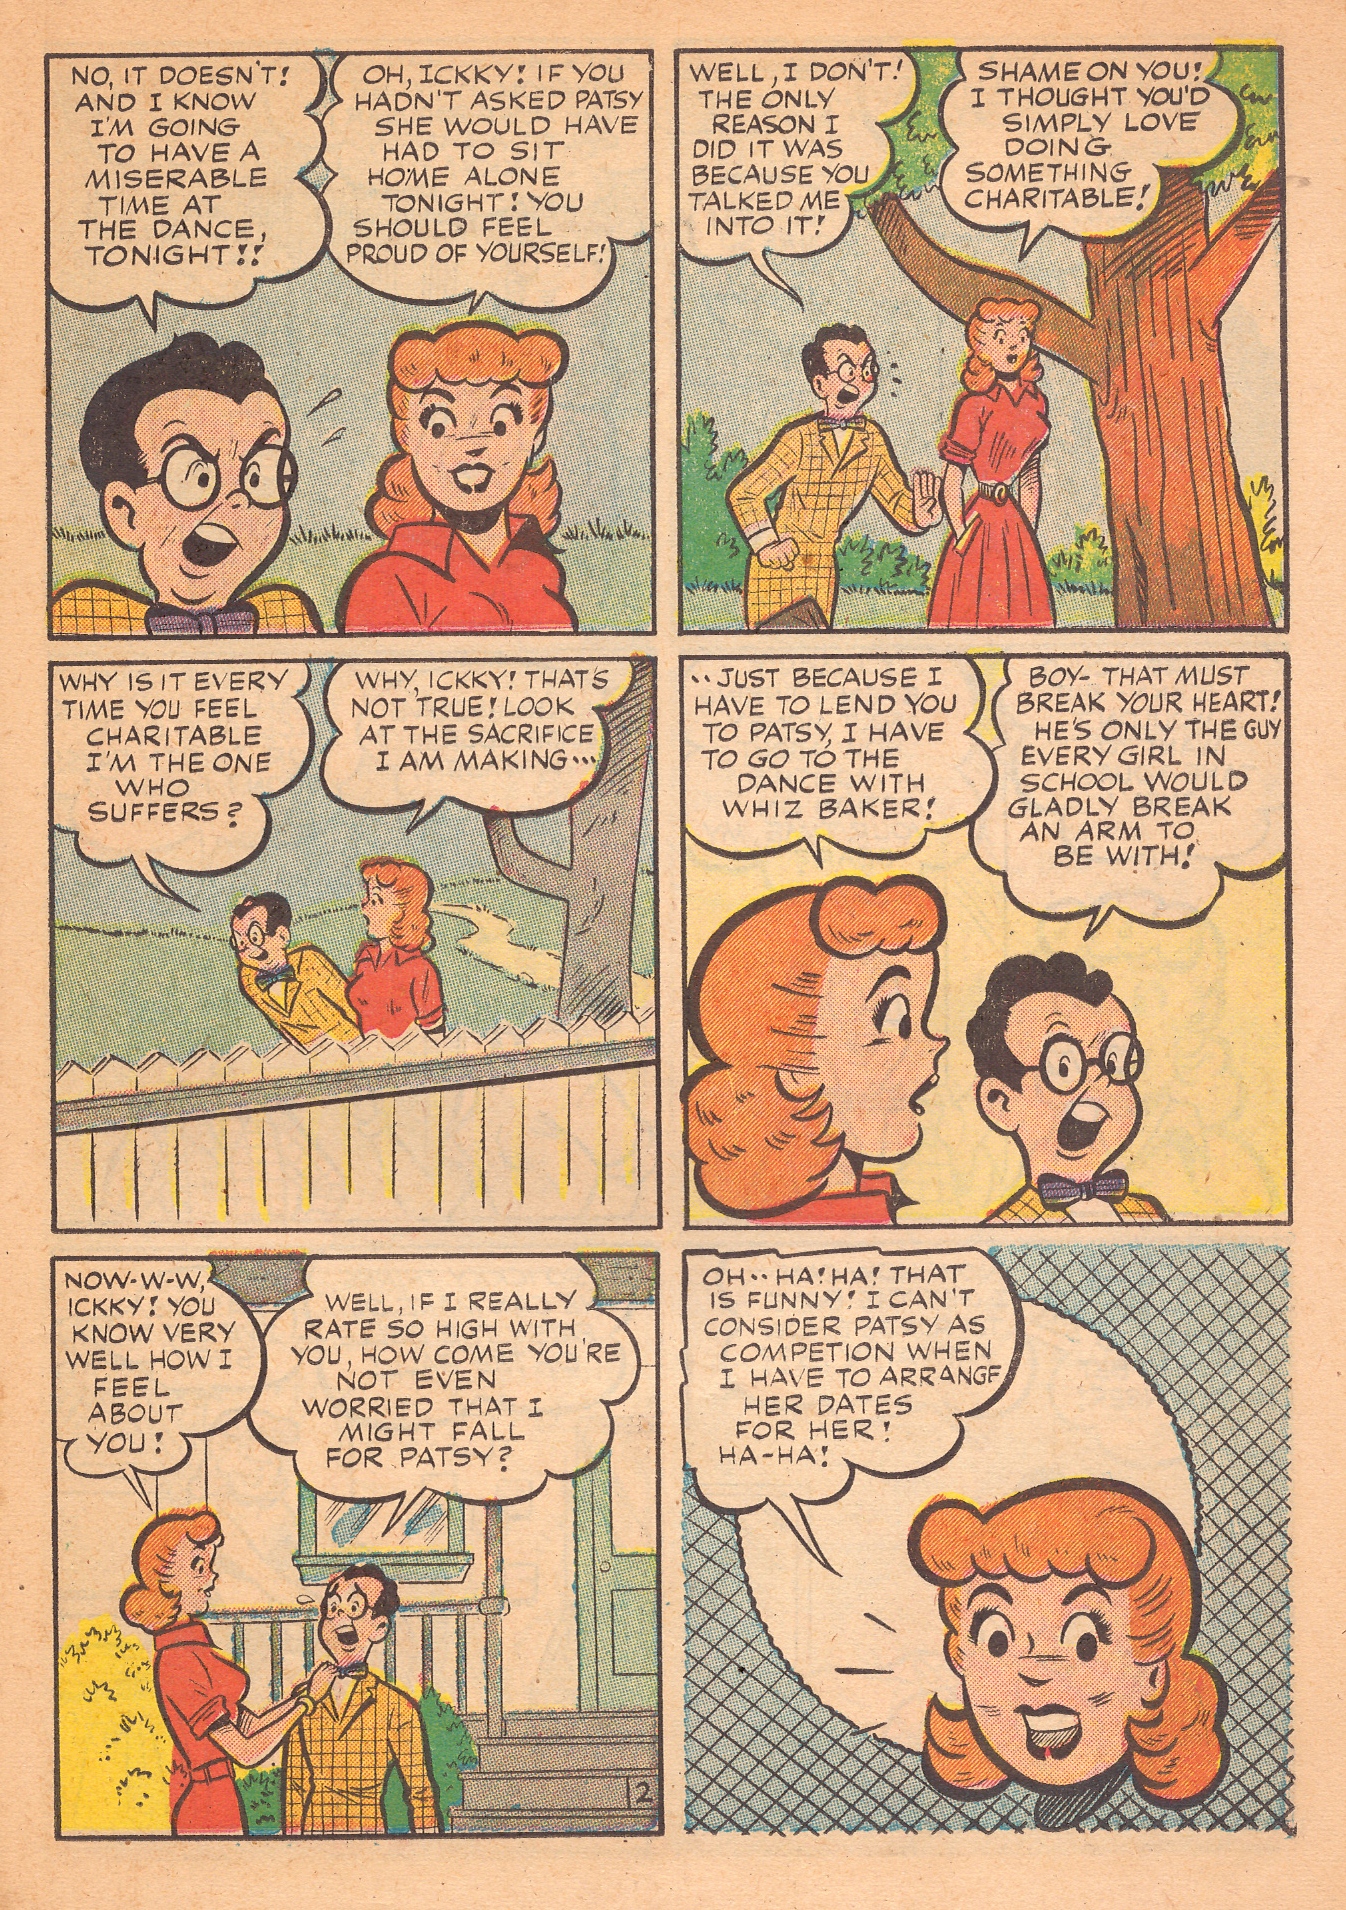 NO, IT DOESN'T!
AND I KNOW
I'M GOING
TO HAVE A
MISERABLE
TIME AT
THE DANCE,
TONIGHT!!
OH, ICKKY! IF YOU
HADN'T ASKED PATSY
SHE WOULD HAVE
HAD TO SIT
HOME ALONE
TONIGHT! YOU
SHOULD FEEL
PROUD OF YOURSELF!
WELL, I DON'T!
THE ONLY
REASON I
DID IT WAS
BECAUSE YOU
TALKED ME
INTO IT!
SHAME ON YOU!
I THOUGHT YOU'D
SIMPLY LOVE
DOING
SOMETHING
CHARITABLE!
WHY IS IT EVERY
TIME YOU FEEL
CHARITABLE
I'M THE ONE
WHO
SUFFERS?
WHY, ICKKY! THAT'S
NOT TRUE! LOOK
AT THE SACRIFICE
I AM MAKING...
..JUST BECAUSE I
HAVE TO LEND YOU
TO PATSY, I HAVE
TO GO TO THE
DANCE WITH
WHIZ BAKER!
BOY- THAT MUST
BREAK YOUR HEART!
HE'S ONLY THE GUY
EVERY GIRL IN
SCHOOL WOULD
GLADLY BREAK
AN ARM TO
BE WITH!
NOW-W-W,
ICKKY! YOU
KNOW VERY
WELL HOW I
FEEL
ABOUT
YOU!
WELL, IF I REALLY
RATE SO HIGH WITH
YOU, HOW COME YOU'RE
NOT EVEN
WORRIED THAT I
MIGHT FALL
FOR PATSY?
2
OH.. HA! HA! THAT
IS FUNNY! I CAN'T
CONSIDER PATSY AS
COMPETION WHEN
I HAVE TO ARRANGE
HER DATES
FOR HER!
HA-HA!